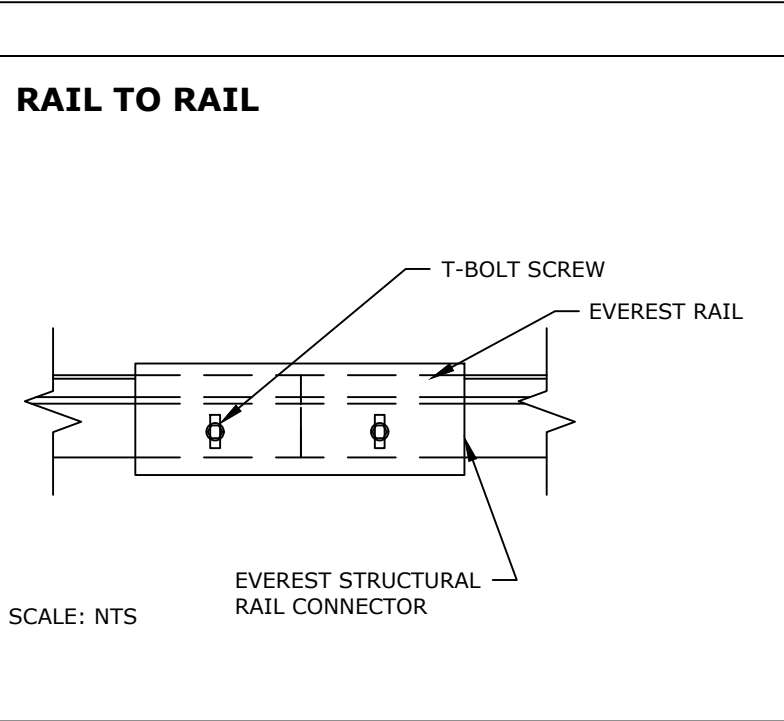 RAIL TO RAIL
T-BOLT SCREW
EVEREST RAIL
EVEREST STRUCTURAL
RAIL CONNECTOR
SCALE: NTS